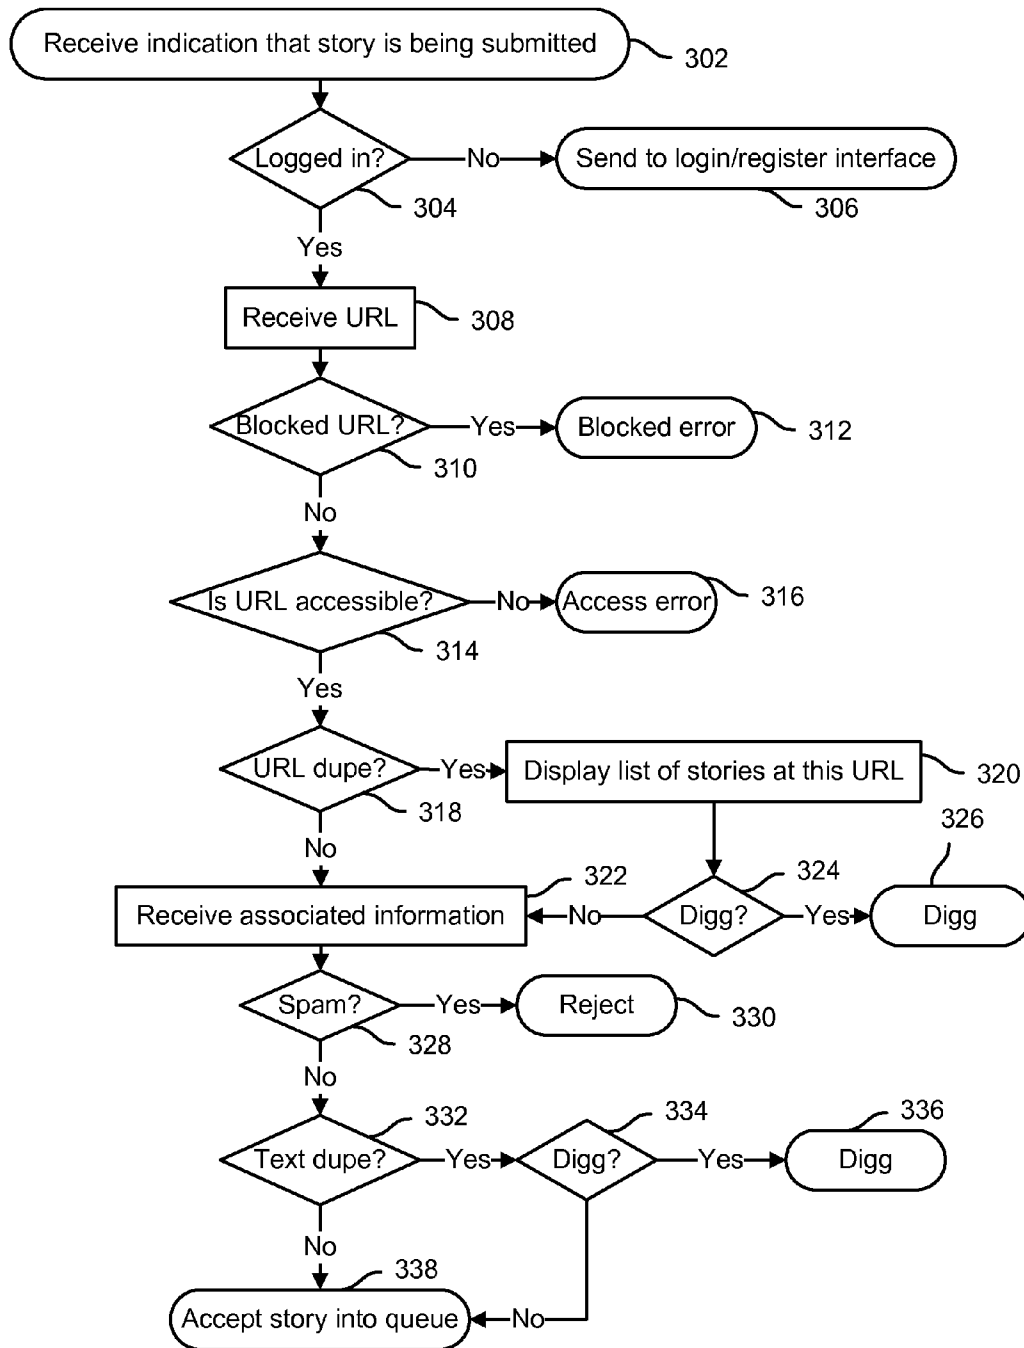 Receive indication that story is being submitted
302
Logged in?
No
Send to login/register interface
304
306
Yes
Receive URL
308
Blocked URL?
Yes
Blocked error
312
310
No
Is URL accessible?
No
Access error
316
314
Yes
URL dupe?
Yes
Display list of stories at this URL
320
318
326
No
322
324
Receive associated information
No
Digg?
Yes
Digg
Spam?
Yes
Reject
330
328
No
332
334
336
Text dupe?
Yes
Digg?
Yes
Digg
No
338
Accept story into queue
No